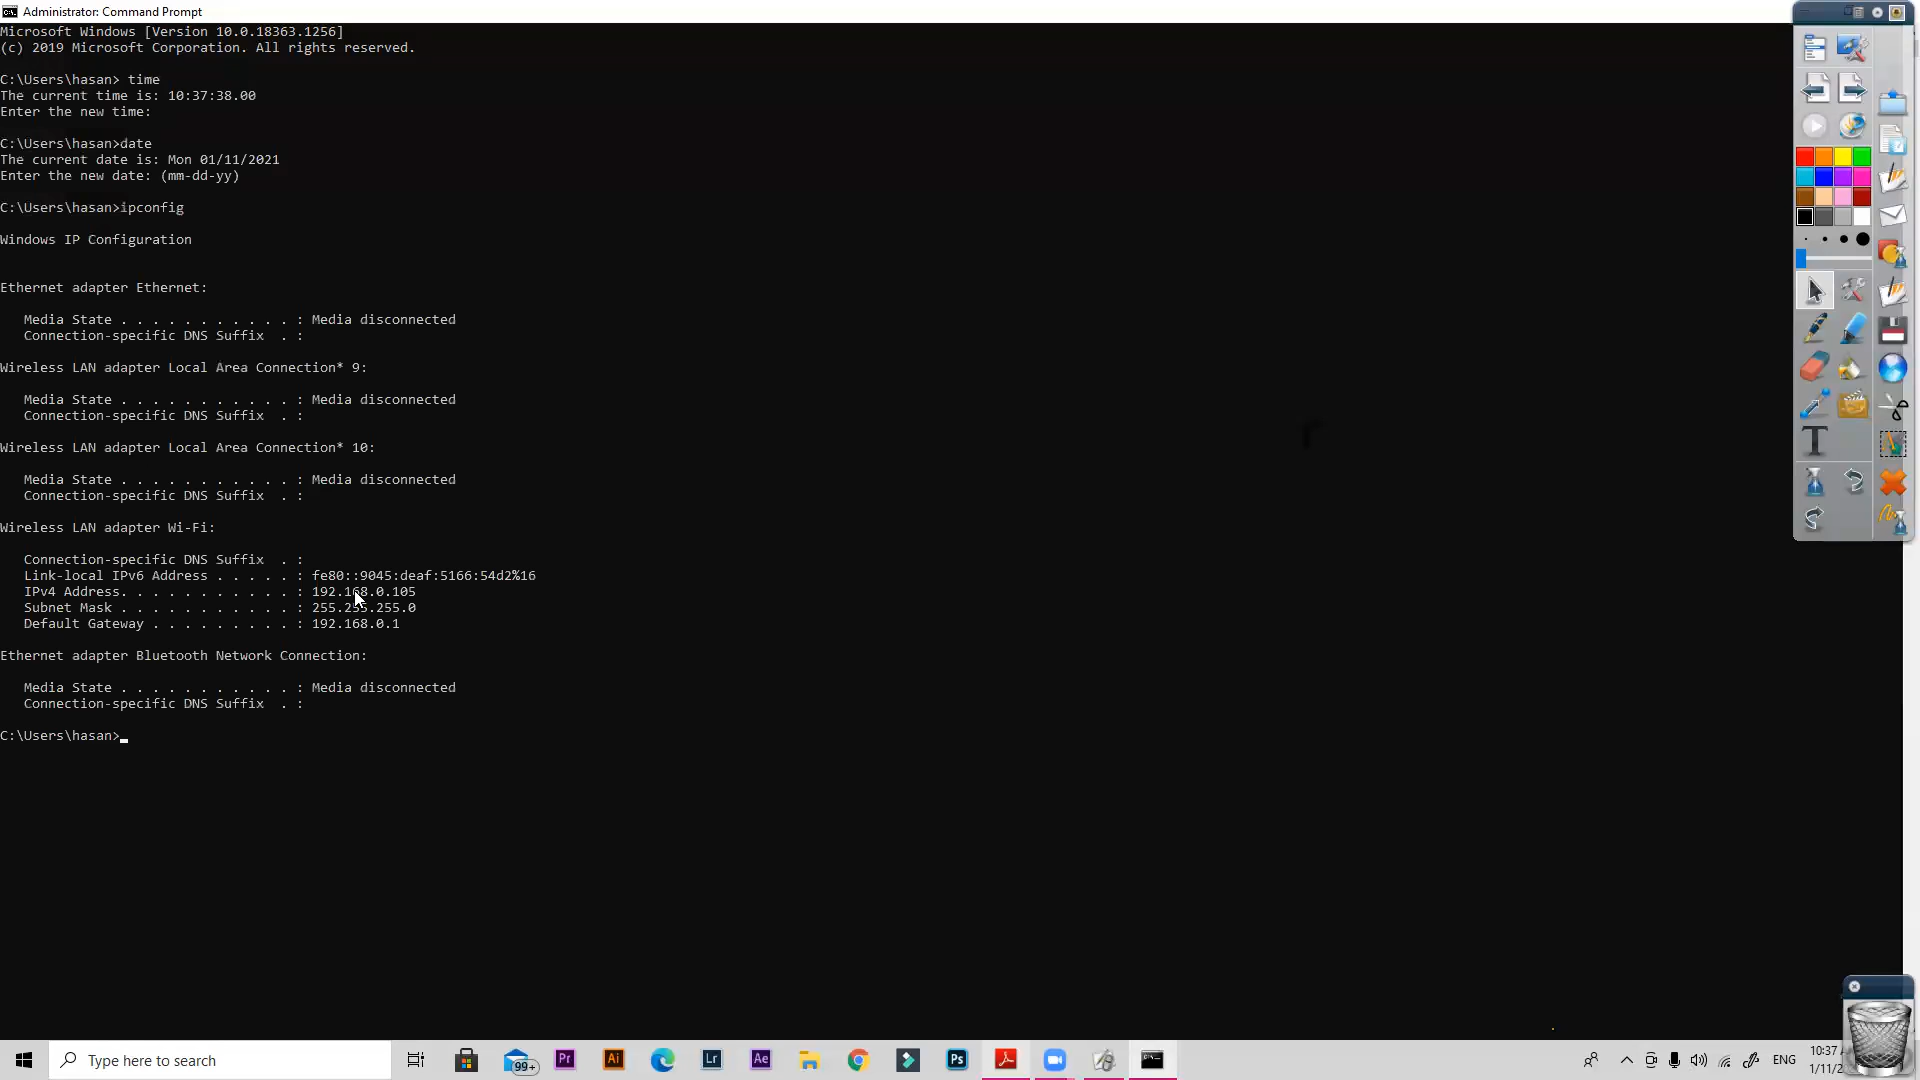 Administrator: Command Prompt
Microsoft Windows [Version 10.0.18363.1256]
(c) 2019 Microsoft Corporation. All rights reserved.
C:\Users\hasan> time
The current time is: 10:37:38.00
Enter the new time:
C:\Users\hasan>date
The current date is: Mon 01/11/2021
Enter the new date: (mm-dd-yy)
C:\Users\hasan>ipconfig
Windows IP Configuration
Ethernet adapter Ethernet:
Media State . . . . . . . . . . . : Media disconnected
Connection-specific DNS Suffix  . :
Wireless LAN adapter Local Area Connection* 9:
Media State . . . . . . . . . . . : Media disconnected
Connection-specific DNS Suffix  . :
Wireless LAN adapter Local Area Connection* 10:
Media State . . . . . . . . . . . : Media disconnected
Connection-specific DNS Suffix  . :
Wireless LAN adapter Wi-Fi:
Connection-specific DNS Suffix  . :
Link-local IPv6 Address . . . . . : fe80::9045:deaf:5166:54d2%16
IPv4 Address. . . . . . . . . . . : 192.168.0.105
Subnet Mask . . . . . . . . . . . : 255.255.255.0
Default Gateway . . . . . . . . . : 192.168.0.1
Ethernet adapter Bluetooth Network Connection:
Media State . . . . . . . . . . . : Media disconnected
Connection-specific DNS Suffix  . :
C:\Users\hasan>
T
Type here to search
99+
Pr
Ai
Lr
Ae
Ps
ENG
10:37